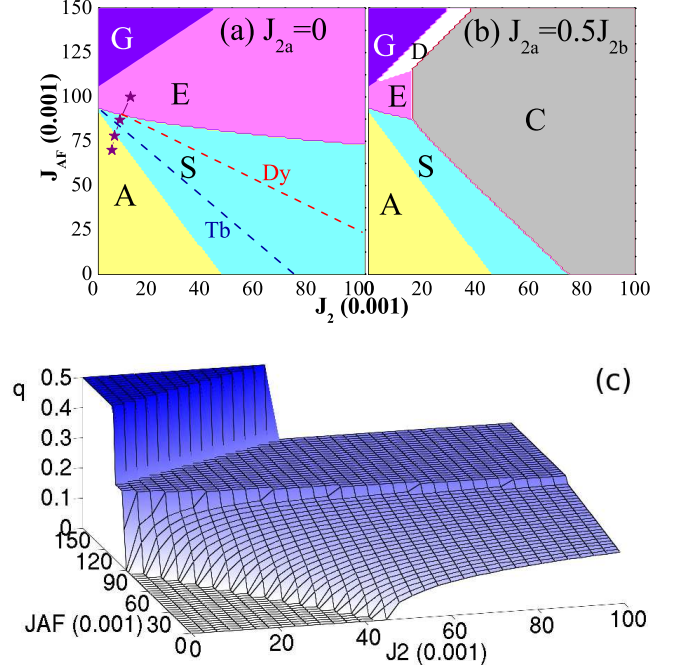 150
125
100
75
50
25
0
J_AF (0.001)
G
(a) J_2a=0
E
S
Dy
A
Tb
0 20 40 60 80 100
J_2 (0.001)
G
D
(b) J_2a=0.5J_2b
E
C
S
A
0 20 40 60 80 100
(c)
q
0.5
0.4
0.3
0.2
0.1
0
150
120
90
60
30
0
JAF (0.001)
0 20 40 60 80 100
J2 (0.001)